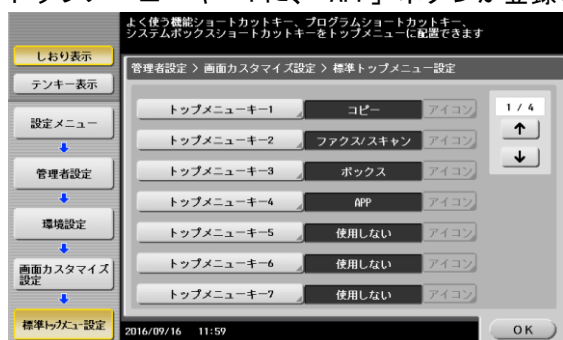 よく使う機能ショートカットキー、プログラムショートカットキー、
システムボックスショートカットキーをトップメニューに配置できます
しおり表示
テンキー表示
設定メニュー
管理者設定
環境設定
画面カスタマイズ
設定
標準トップメニュー設定
管理者設定 > 画面カスタマイズ設定 > 標準トップメニュー設定
トップメニューキー1 コピー アイコン
トップメニューキー2 ファクス/スキャン アイコン
トップメニューキー3 ボックス アイコン
トップメニューキー4 APP アイコン
トップメニューキー5 使用しない アイコン
トップメニューキー6 使用しない アイコン
トップメニューキー7 使用しない アイコン
1 / 4
↑
↓
2016/09/16 11:59
OK